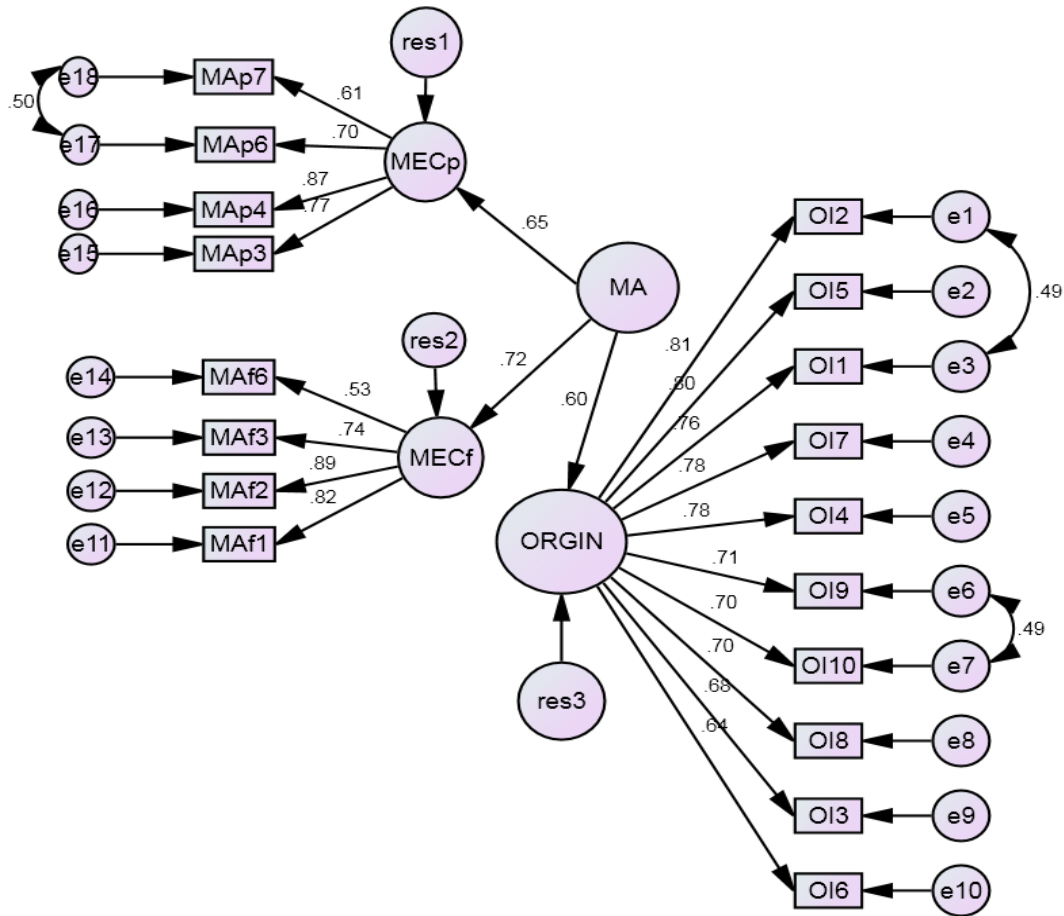 res1
e18
MAp7
.61
.50
e17
MAp6
.70
MECp
e16
MAp4
.87
e15
MAp3
.77
.65
MA
res2
.72
.60
e14
MAf6
.53
e13
MAf3
.74
MECf
e12
MAf2
.89
e11
MAf1
.82
ORGIN
res3
.81
OI2
e1
.80
OI5
e2
.49
.76
OI1
e3
.78
OI7
e4
.78
OI4
e5
.71
OI9
e6
.49
.70
OI10
e7
.70
OI8
e8
.68
OI3
e9
.64
OI6
e10